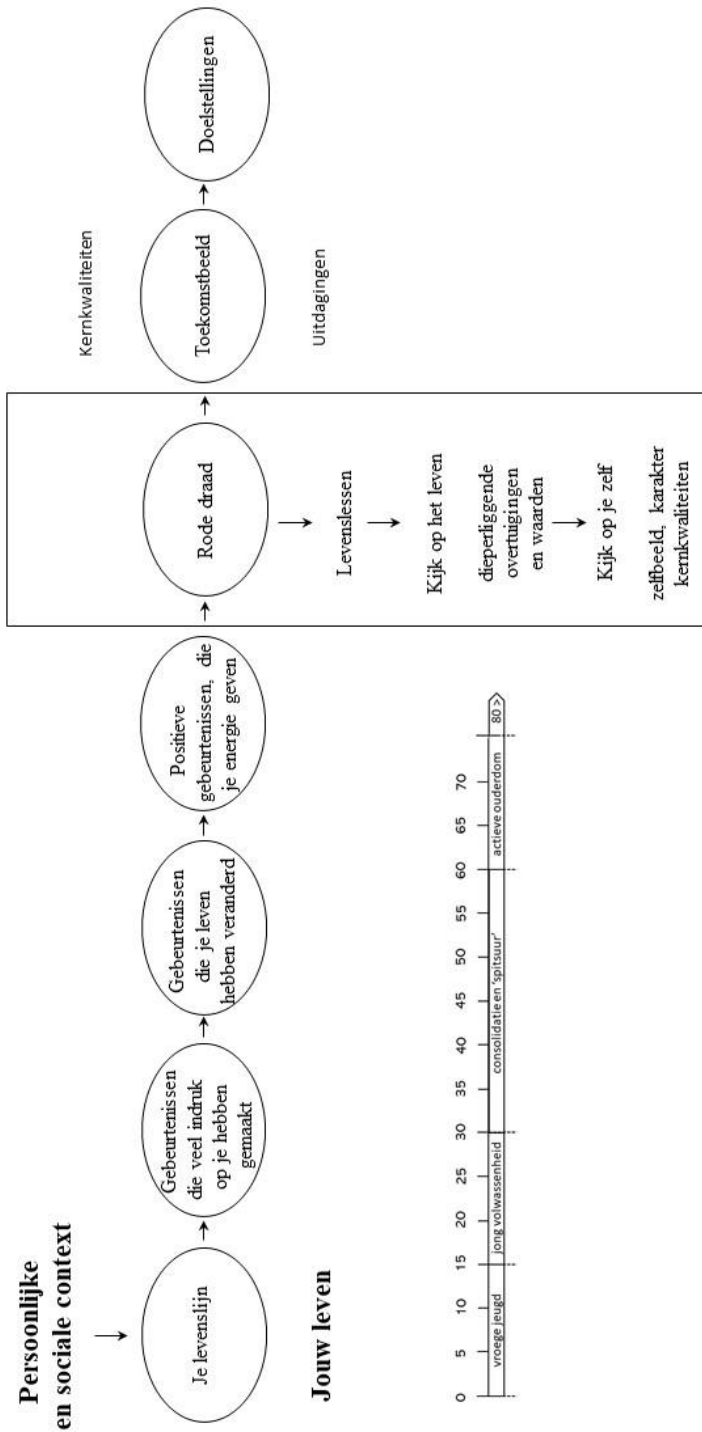 Persoonlijke
en sociale context
Je levenslijn
Gebeurtenissen
die veel indruk
op je hebben
gemaakt
Gebeurtenissen
die je leven
hebben veranderd
Positieve
gebeurtenissen, die
je energie geven
Rode draad
Levenslessen
Kijk op het leven
dieperliggende
overtuigingen
en waarden
Kijk op je zelf
zelfbeeld, karakter
kernkwaliteiten
Kernkwaliteiten
Toekomstbeeld
Uitdagingen
Doelstellingen
Jouw leven
0 5 10 15 20 25 30 35 40 45 50 55 60 65 70
vroege jeugd jong volwassenheid consolidatie en 'spitsuur' actieve ouderdom 80 >